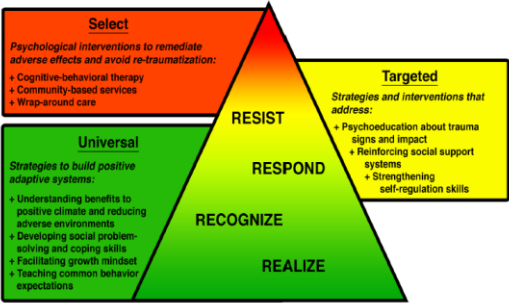 Select
Psychological interventions to remediate
adverse effects and avoid re-traumatization:
+ Cognitive-behavioral therapy
+ Community-based services
+ Wrap-around care
Targeted
Strategies and interventions that
address:
+ Psychoeducation about trauma
signs and impact
+ Reinforcing social support
systems
+ Strengthening
self-regulation skills
Universal
Strategies to build positive
adaptive systems:
+ Understanding benefits to
positive climate and reducing
adverse environments
+ Developing social problem-
solving and coping skills
+ Facilitating growth mindset
+ Teaching common behavior
expectations
RESIST
RESPOND
RECOGNIZE
REALIZE